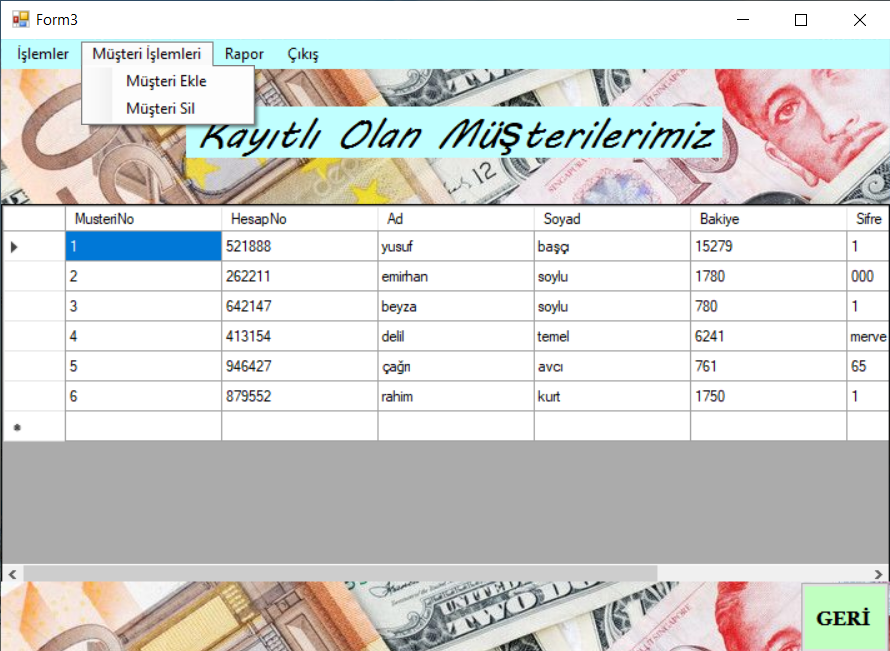 Form3
İşlemler Müşteri İşlemleri Rapor Çıkış
Müşteri Ekle
Müşteri Sil
Kayıtlı Olan Müşterilerimiz
MusteriNo HesapNo Ad Soyad Bakiye Sifre
1 521888 yusuf başçı 15279 1
2 262211 emirhan soylu 1780 000
3 642147 beyza soylu 780 1
4 413154 delil temel 6241 merve
5 946427 çağrı avcı 761 65
6 879552 rahim kurt 1750 1
GERİ